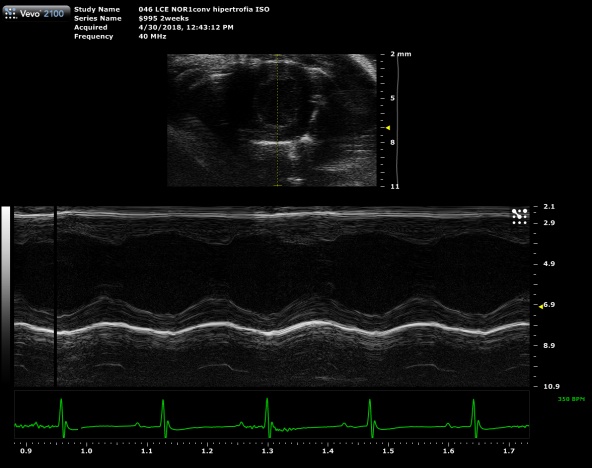 Vevo 2100
Study Name 046 LCE NOR1conv hipertrofia ISO
Series Name S995 2weeks
Acquired 4/30/2018, 12:43:12 PM
Frequency 40 MHz
2 mm
5
8
11
2.1
2.9
4.9
6.9
8.9
10.9
350 BPM
0.9 1.0 1.1 1.2 1.3 1.4 1.5 1.6 1.7